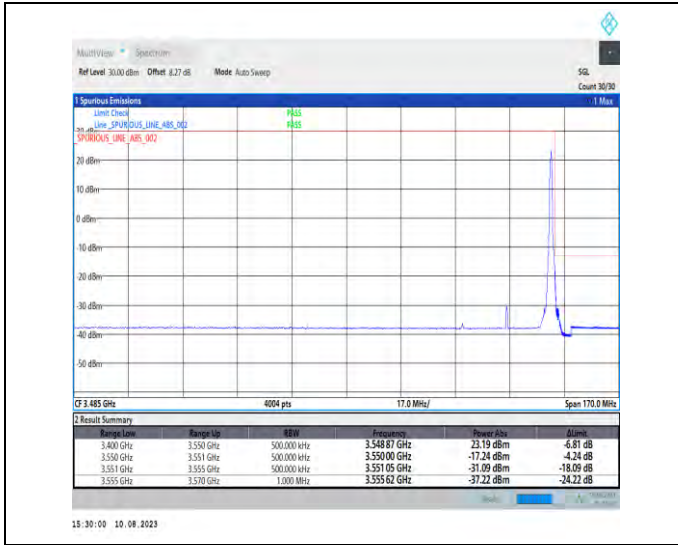 MultiView Spectrum
Ref Level 30.00 dBm Offset 8.27 dB Mode Auto Sweep SGL
Count 30/30
1 Spurious Emissions 1 Max
Limit Check PASS
Line _SPURIOUS_LINE_ABS_002 PASS
_SPURIOUS_LINE_ABS_002
20 dBm
10 dBm
0 dBm
-10 dBm
-20 dBm
-30 dBm
-40 dBm
-50 dBm
CF 3.485 GHz 4004 pts 17.0 MHz/ Span 170.0 MHz
2 Result Summary
Range Low Range Up RBW Frequency Power Abs ΔLimit
3.400 GHz 3.550 GHz 500.000 kHz 3.548 87 GHz 23.19 dBm -6.81 dB
3.550 GHz 3.551 GHz 500.000 kHz 3.550 00 GHz -17.24 dBm -4.24 dB
3.551 GHz 3.555 GHz 500.000 kHz 3.551 05 GHz -31.09 dBm -18.09 dB
3.555 GHz 3.570 GHz 1.000 MHz 3.555 62 GHz -37.22 dBm -24.22 dB
15:30:00 10.08.2023